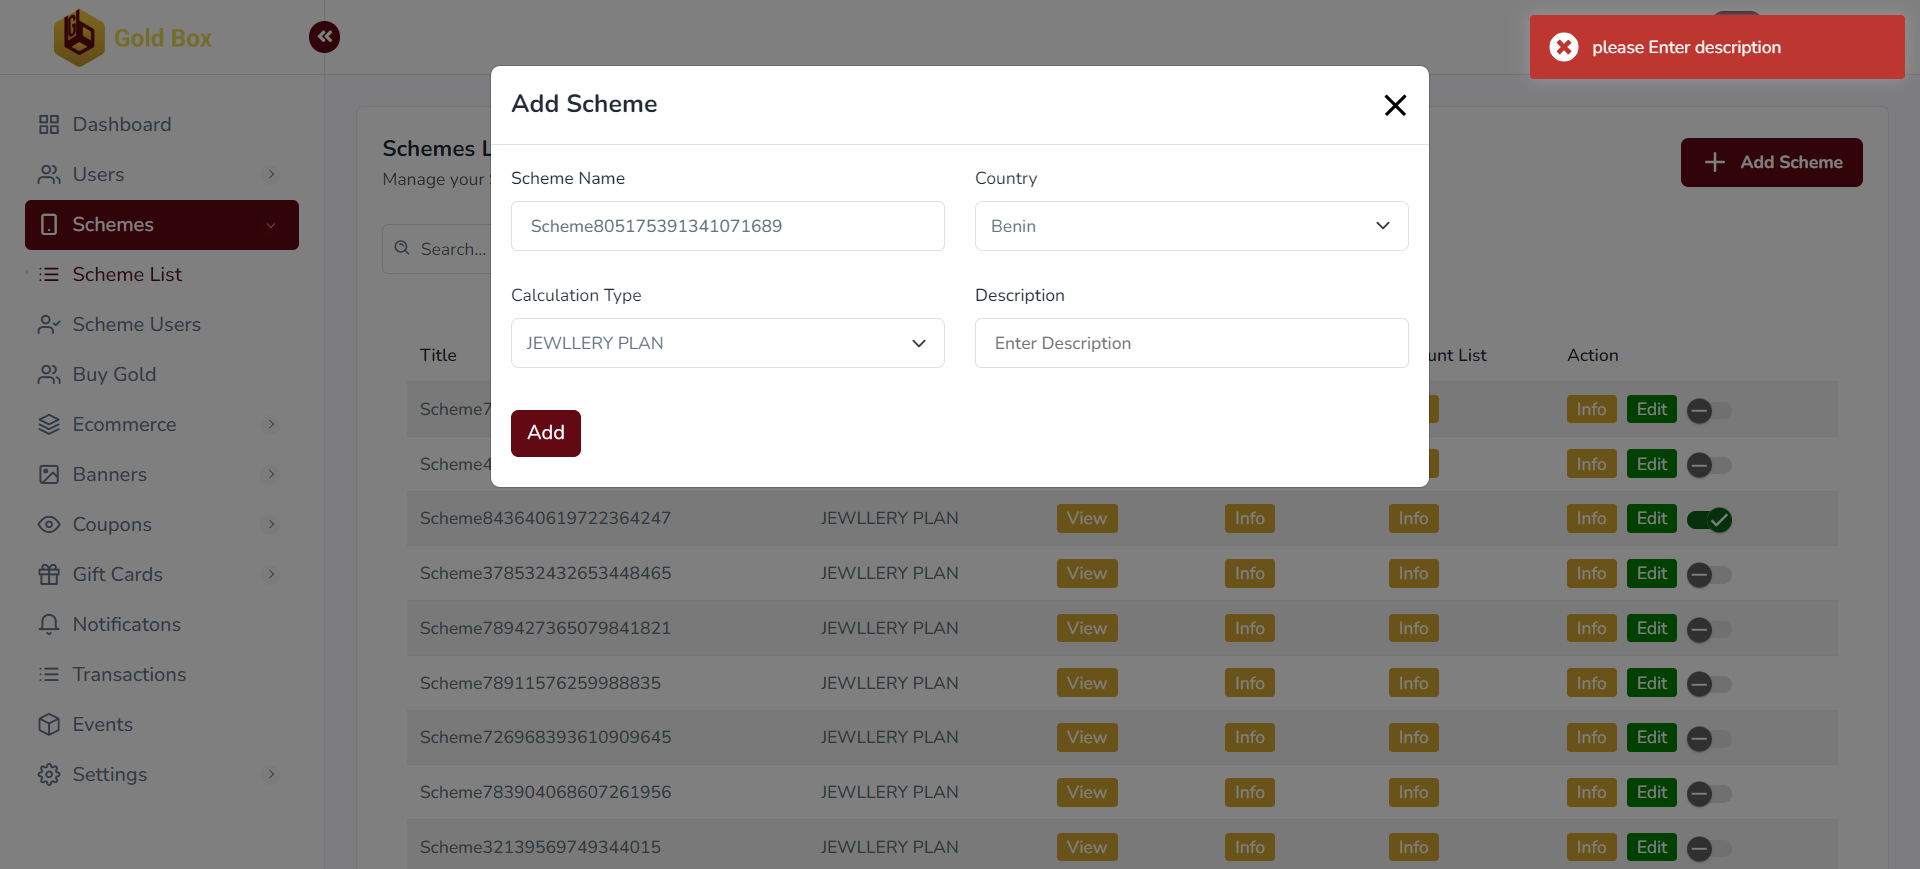 Gold Box
please Enter description
Dashboard
Users
Schemes
Scheme List
Scheme Users
Buy Gold
Ecommerce
Banners
Coupons
Gift Cards
Notificatons
Transactions
Events
Settings
Schemes L
Manage your
Add Scheme
Search...
Add Scheme
Scheme Name
Country
Scheme805175391341071689
Benin
Calculation Type
Description
JEWLLERY PLAN
Enter Description
Add
Title
unt List
Action
Scheme7
Info Edit
Scheme4
Info Edit
Scheme843640619722364247 JEWLLERY PLAN View Info Info Info Edit
Scheme378532432653448465 JEWLLERY PLAN View Info Info Info Edit
Scheme789427365079841821 JEWLLERY PLAN View Info Info Info Edit
Scheme78911576259988835 JEWLLERY PLAN View Info Info Info Edit
Scheme726968393610909645 JEWLLERY PLAN View Info Info Info Edit
Scheme783904068607261956 JEWLLERY PLAN View Info Info Info Edit
Scheme32139569749344015 JEWLLERY PLAN View Info Info Info Edit